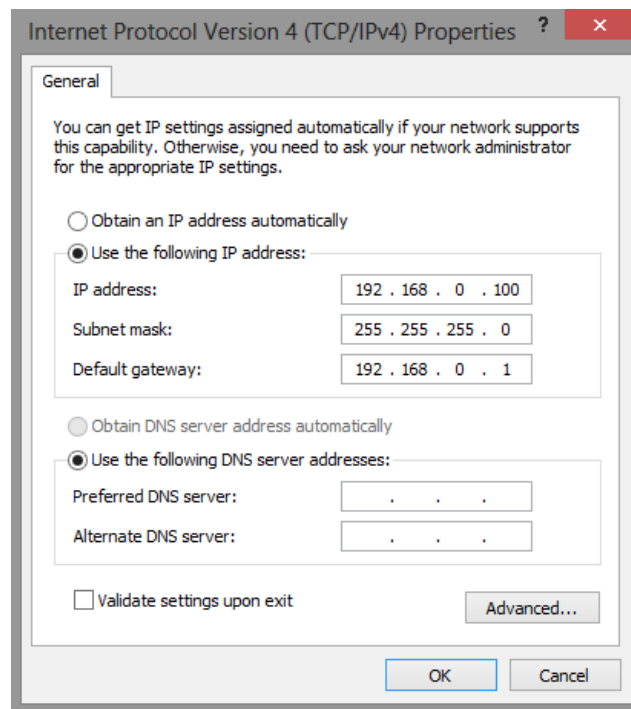 Internet Protocol Version 4 (TCP/IPv4) Properties ? ×
General
You can get IP settings assigned automatically if your network supports
this capability. Otherwise, you need to ask your network administrator
for the appropriate IP settings.
Obtain an IP address automatically
Use the following IP address:
IP address: 192 . 168 . 0 . 100
Subnet mask: 255 . 255 . 255 . 0
Default gateway: 192 . 168 . 0 . 1
Obtain DNS server address automatically
Use the following DNS server addresses:
Preferred DNS server: . . .
Alternate DNS server: . . .
Validate settings upon exit
Advanced...
OK Cancel